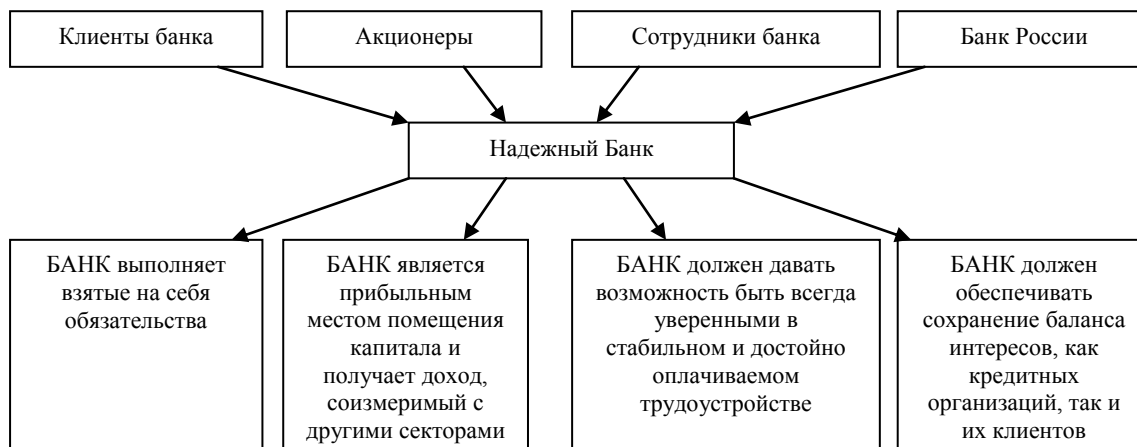 Клиенты банка
Акционеры
Сотрудники банка
Банк России
Надежный Банк
БАНК выполняет
взятые на себя
обязательства
БАНК является
прибыльным
местом помещения
капитала и
получает доход,
соизмеримый с
другими секторами
БАНК должен давать
возможность быть всегда
уверенными в
стабильном и достойно
оплачиваемом
трудоустройстве
БАНК должен
обеспечивать
сохранение баланса
интересов, как
кредитных
организаций, так и
их клиентов